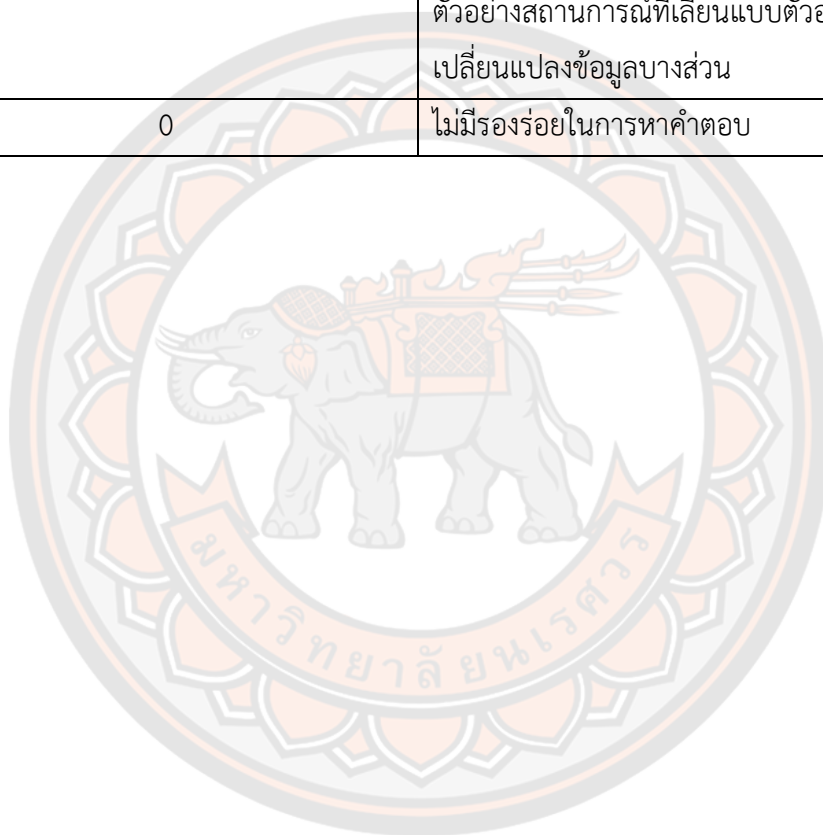 ตัวอย่างสถานการณ์ที่เลียนแบบ
เปลี่ยนแปลงข้อมูลบางส่วน
0 ไม่มีรองร่อยในการหาคำตอบ
มหาวิทยาลัยนเรศวร